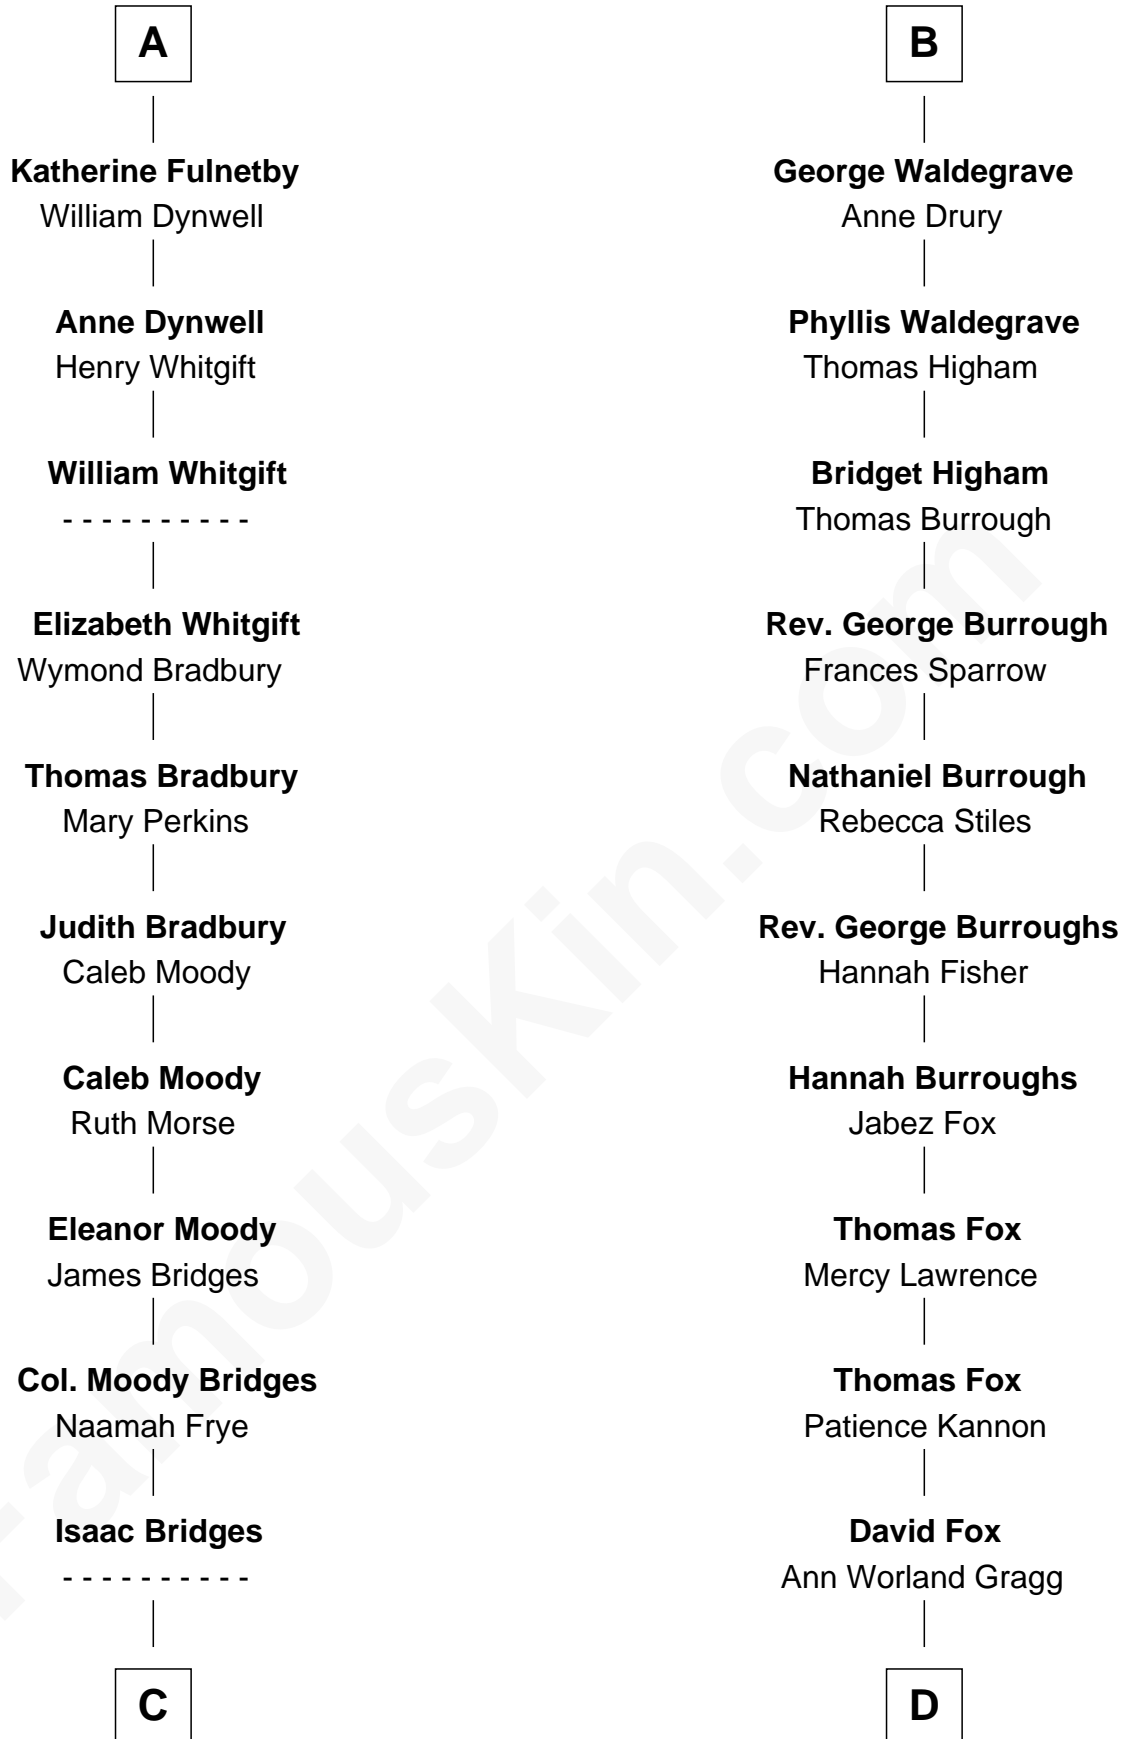 A
Katherine Fulnetby
William Dynwell
Anne Dynwell
Henry Whitgift
William Whitgift
- - - - - - - - - -
Elizabeth Whitgift
Wymond Bradbury
Thomas Bradbury
Mary Perkins
Judith Bradbury
Caleb Moody
Caleb Moody
Ruth Morse
Eleanor Moody
James Bridges
Col. Moody Bridges
Naamah Frye
Isaac Bridges
- - - - - - - - - -
C
B
George Waldegrave
Anne Drury
Phyllis Waldegrave
Thomas Higham
Bridget Higham
Thomas Burrough
Rev. George Burrough
Frances Sparrow
Nathaniel Burrough
Rebecca Stiles
Rev. George Burroughs
Hannah Fisher
Hannah Burroughs
Jabez Fox
Thomas Fox
Mercy Lawrence
Thomas Fox
Patience Kannon
David Fox
Ann Worland Gragg
D
FamousKin.com